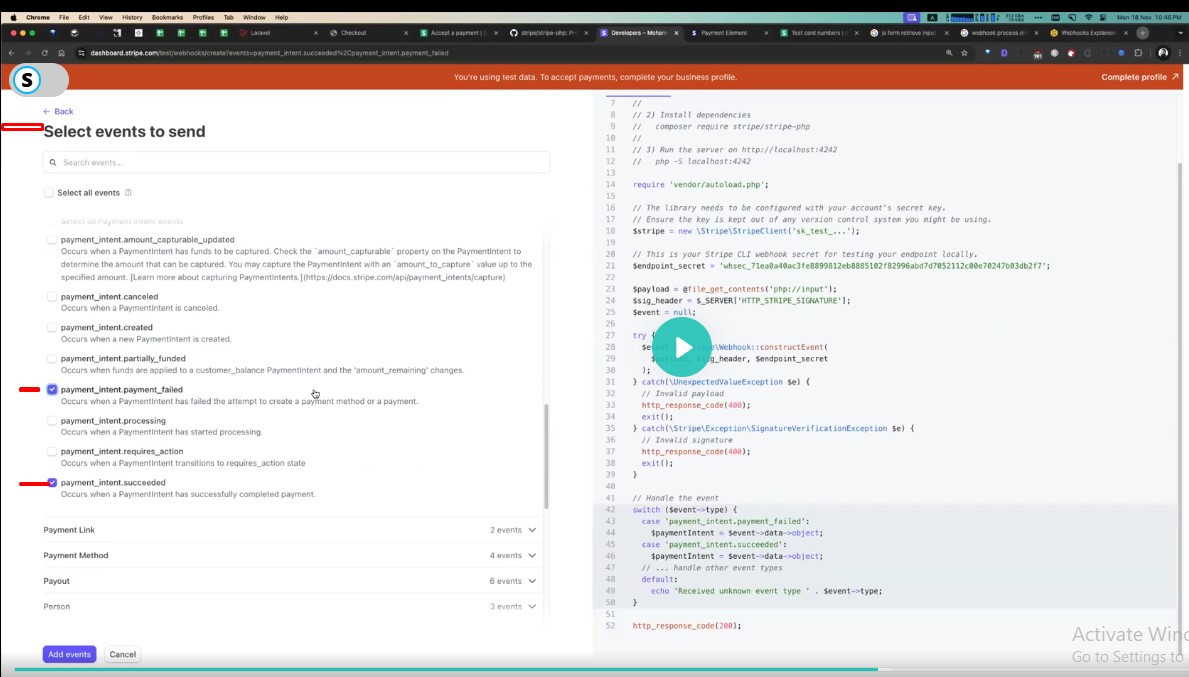 Chrome File Edit View History Bookmarks Profiles Tab Window Help
Mon 18 Nov 10:46 PM
Laravel
Checkout
Accept a payment
stripe/stripe-php: PH
Developers – Moham
Payment Element
Test card numbers
js form retrieve input
webhook process di
Webhooks Explained
dashboard.stripe.com/test/webhooks/create?events=payment_intent.succeeded%2Cpayment_intent.payment_failed
S
You're using test data. To accept payments, complete your business profile.
Complete profile
Back
Select events to send
Search events...
Select all events
Select all Payment Intent events
payment_intent.amount_capturable_updated
Occurs when a PaymentIntent has funds to be captured. Check the `amount_capturable` property on the PaymentIntent to
determine the amount that can be captured. You may capture the PaymentIntent with an `amount_to_capture` value up to the
specified amount. [Learn more about capturing PaymentIntents.](https://docs.stripe.com/api/payment_intents/capture)
payment_intent.canceled
Occurs when a PaymentIntent is canceled.
payment_intent.created
Occurs when a new PaymentIntent is created.
payment_intent.partially_funded
Occurs when funds are applied to a customer_balance PaymentIntent and the 'amount_remaining' changes.
payment_intent.payment_failed
Occurs when a PaymentIntent has failed the attempt to create a payment method or a payment.
payment_intent.processing
Occurs when a PaymentIntent has started processing.
payment_intent.requires_action
Occurs when a PaymentIntent transitions to requires_action state
payment_intent.succeeded
Occurs when a PaymentIntent has successfully completed payment.
Payment Link 2 events
Payment Method 4 events
Payout 6 events
Person 3 events
Add events
Cancel
7 //
8 // 2) Install dependencies
9 // composer require stripe/stripe-php
10 //
11 // 3) Run the server on http://localhost:4242
12 // php -S localhost:4242
13
14 require 'vendor/autoload.php';
15
16 // The library needs to be configured with your account's secret key.
17 // Ensure the key is kept out of any version control system you might be using.
18 $stripe = new \Stripe\StripeClient('sk_test_...');
19
20 // This is your Stripe CLI webhook secret for testing your endpoint locally.
21 $endpoint_secret = 'whsec_71ea0a40ac3fe8899812eb8885102f82996abd7d7052112c00e70247b03db2f7';
22
23 $payload = @file_get_contents('php://input');
24 $sig_header = $_SERVER['HTTP_STRIPE_SIGNATURE'];
25 $event = null;
26
27 try {
28 \Webhook::constructEvent(
29 $endpoint_secret
30 );
31 } catch(\UnexpectedValueException $e) {
32 // Invalid payload
33 http_response_code(400);
34 exit();
35 } catch(\Stripe\Exception\SignatureVerificationException $e) {
36 // Invalid signature
37 http_response_code(400);
38 exit();
39 }
40
41 // Handle the event
42 switch ($event->type) {
43 case 'payment_intent.payment_failed':
44 $paymentIntent = $event->data->object;
45 case 'payment_intent.succeeded':
46 $paymentIntent = $event->data->object;
47 // ... handle other event types
48 default:
49 echo 'Received unknown event type ' . $event->type;
50 }
51
52 http_response_code(200);
Activate Win
Go to Settings to